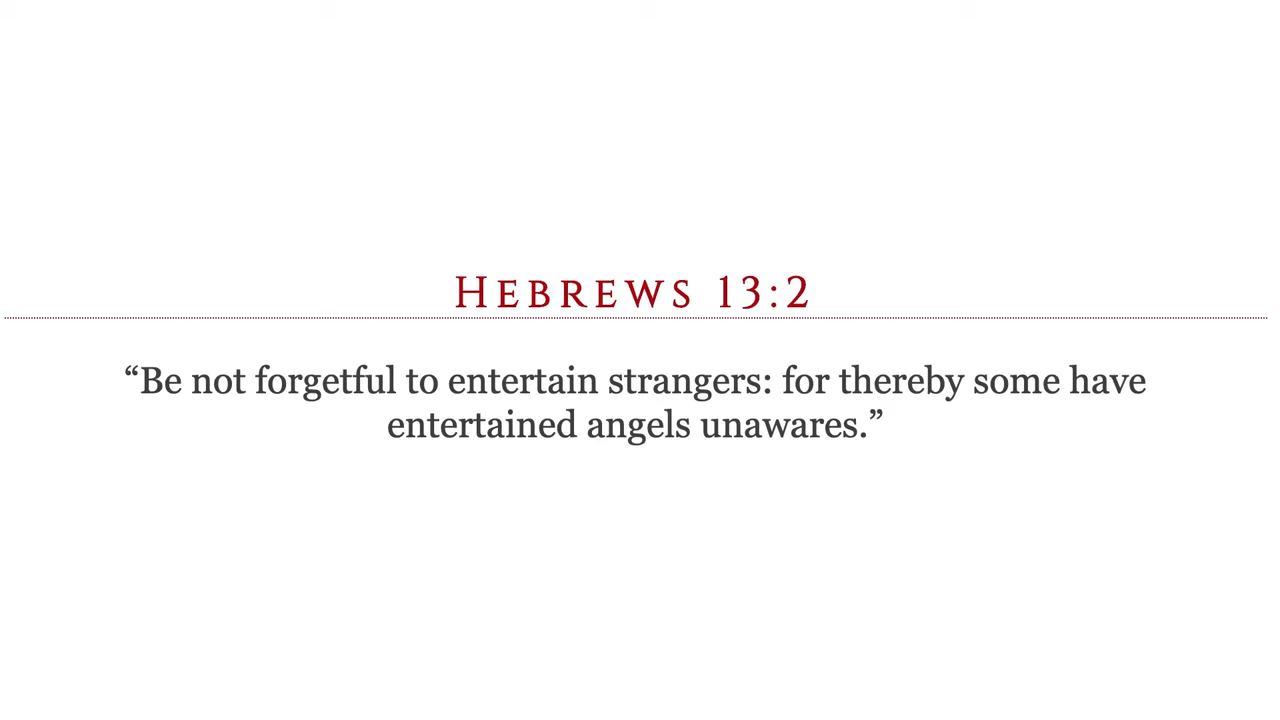 Hebrews 13:2
“Be not forgetful to entertain strangers: for thereby some have
entertained angels unawares.”